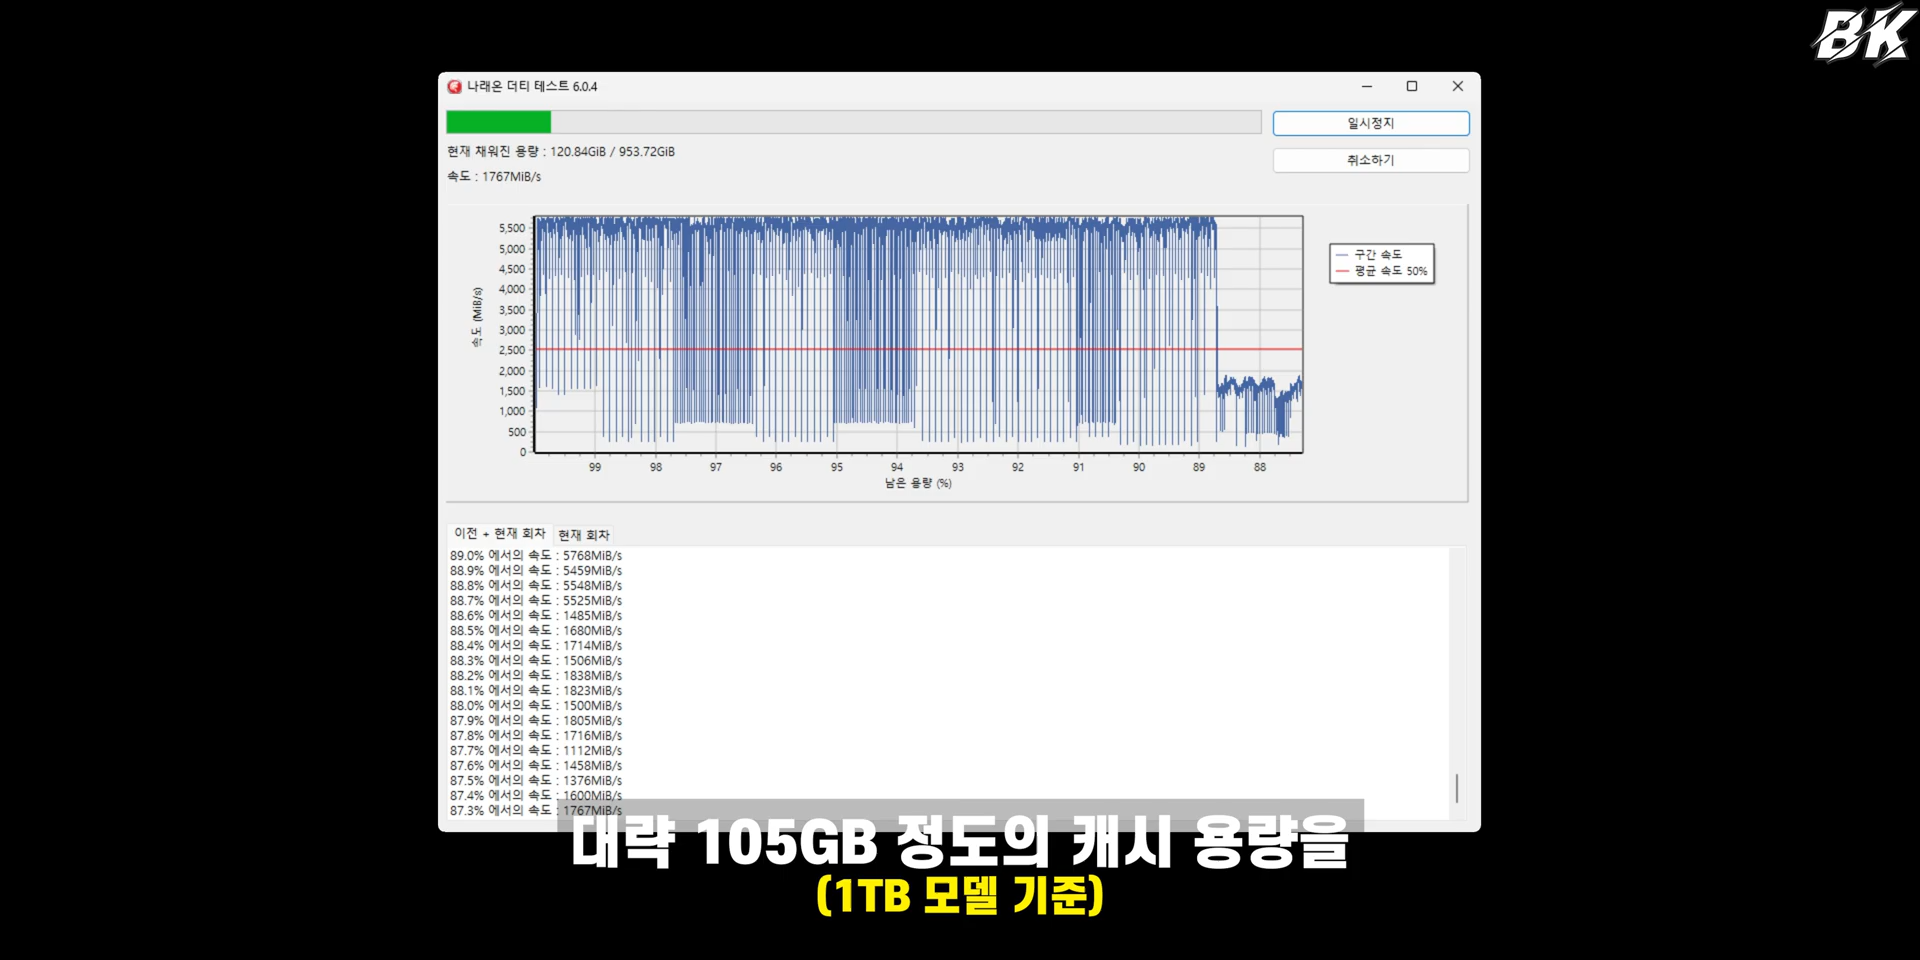 BK
나래온 더티 테스트 6.0.4
일시정지
현재 채워진 용량 : 120.84GiB / 953.72GiB
취소하기
속도 : 1767MiB/s
5,500
5,000
4,500
4,000
3,500
3,000
2,500
2,000
1,500
1,000
500
0
속도 (MiB/s)
구간 속도
평균 속도 50%
99 98 97 96 95 94 93 92 91 90 89 88
남은 용량 (%)
이전 + 현재 회차 현재 회차
89.0% 에서의 속도 : 5768MiB/s
88.9% 에서의 속도 : 5459MiB/s
88.8% 에서의 속도 : 5548MiB/s
88.7% 에서의 속도 : 5525MiB/s
88.6% 에서의 속도 : 1485MiB/s
88.5% 에서의 속도 : 1680MiB/s
88.4% 에서의 속도 : 1714MiB/s
88.3% 에서의 속도 : 1506MiB/s
88.2% 에서의 속도 : 1838MiB/s
88.1% 에서의 속도 : 1823MiB/s
88.0% 에서의 속도 : 1500MiB/s
87.9% 에서의 속도 : 1805MiB/s
87.8% 에서의 속도 : 1716MiB/s
87.7% 에서의 속도 : 1112MiB/s
87.6% 에서의 속도 : 1458MiB/s
87.5% 에서의 속도 : 1376MiB/s
87.4% 에서의 속도 : 1600MiB/s
87.3% 에서의 속도 : 1767MiB/s
대략 105GB 정도의 캐시 용량을
(1TB 모델 기준)